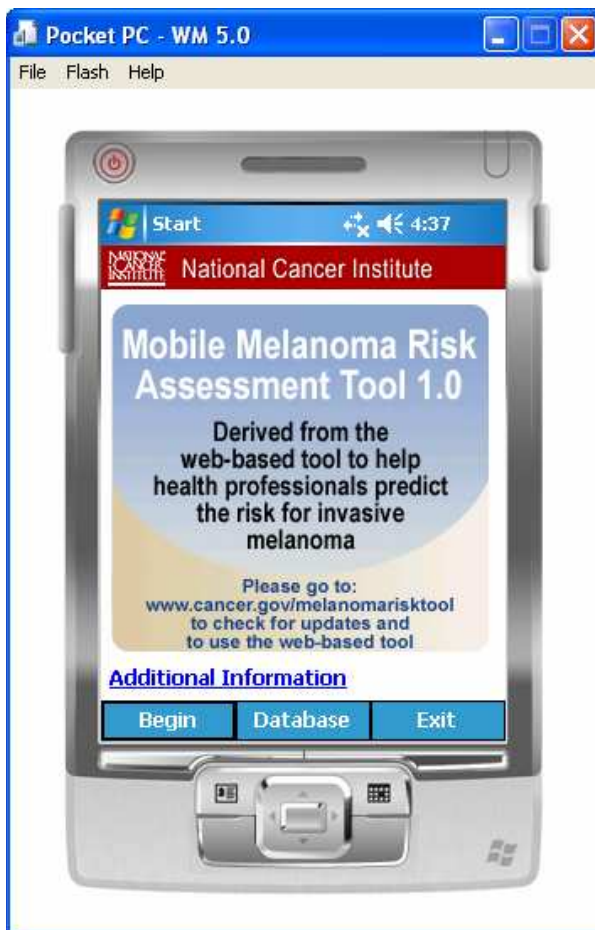 Pocket PC - WM 5.0
File Flash Help
Start 4:37
NATIONAL CANCER INSTITUTE
National Cancer Institute
Mobile Melanoma Risk
Assessment Tool 1.0
Derived from the
web-based tool to help
health professionals predict
the risk for invasive
melanoma
Please go to:
www.cancer.gov/melanomarisktool
to check for updates and
to use the web-based tool
Additional Information
Begin Database Exit